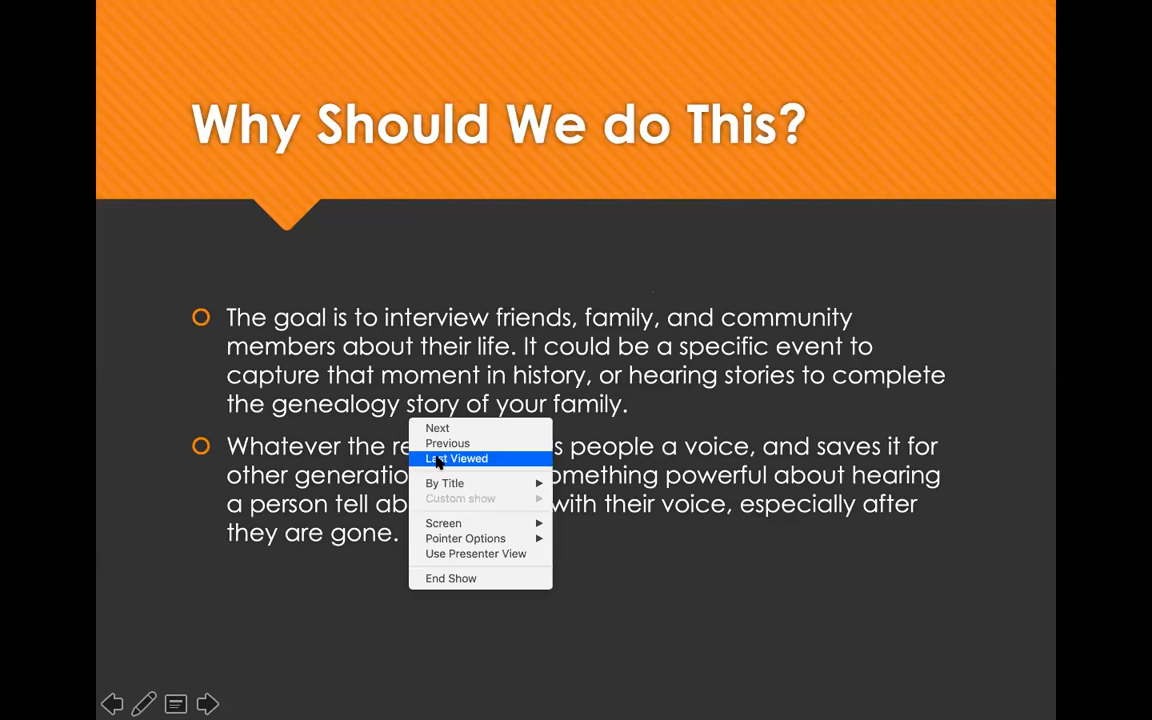 Why Should We do This?
The goal is to interview friends, family, and community
members about their life. It could be a specific event to
capture that moment in history, or hearing stories to complete
the genealogy story of your family.
Whatever the people a voice, and saves it for
other something powerful about hearing
a person tell with their voice, especially after
they are gone.
Next
Previous
Last Viewed
By Title
Custom show
Screen
Pointer Options
Use Presenter View
End Show